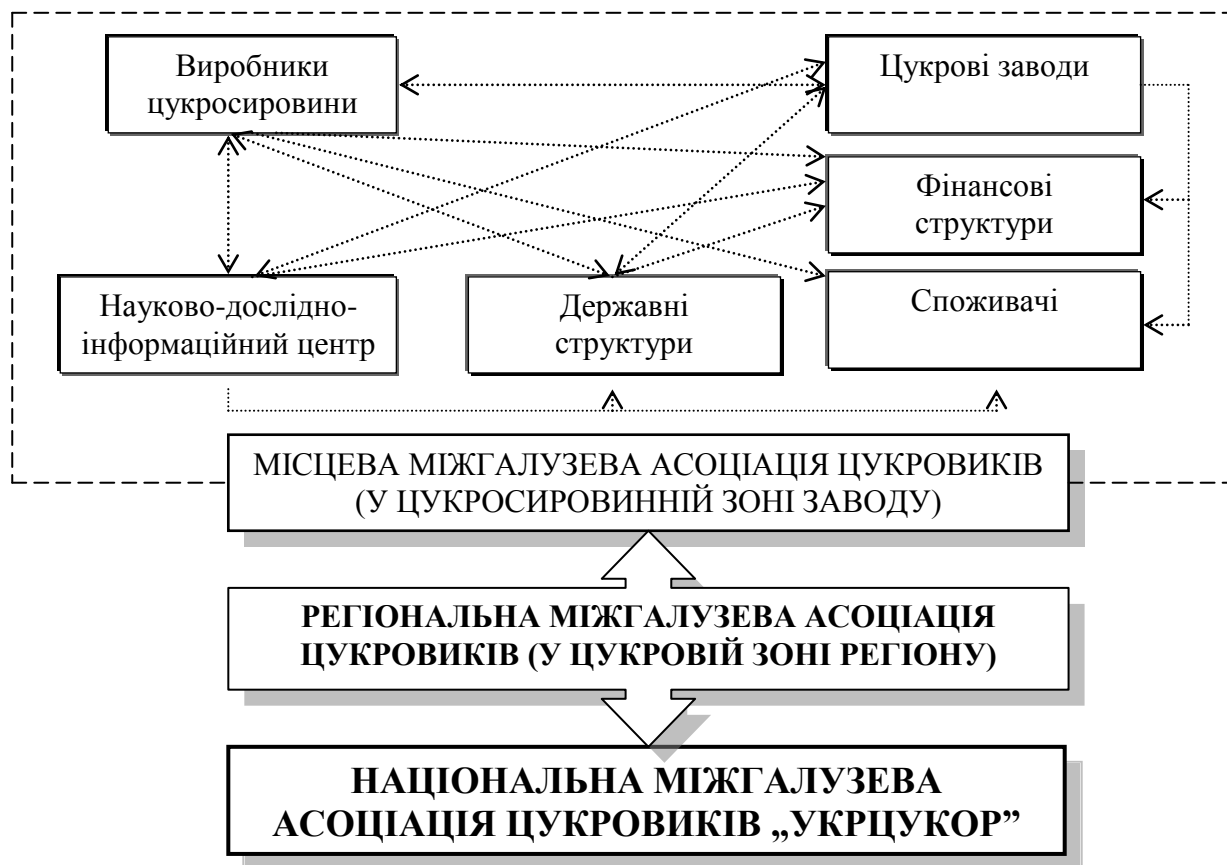 Виробники
цукросировини
Цукрові заводи
Фінансові
структури
Науково-дослідно-
інформаційний центр
Державні
структури
Споживачі
МІСЦЕВА МІЖГАЛУЗЕВА АСОЦІАЦІЯ ЦУКРОВИКІВ
(У ЦУКРОСИРОВИННІЙ ЗОНІ ЗАВОДУ)
РЕГІОНАЛЬНА МІЖГАЛУЗЕВА АСОЦІАЦІЯ
ЦУКРОВИКІВ (У ЦУКРОВІЙ ЗОНІ РЕГІОНУ)
НАЦІОНАЛЬНА МІЖГАЛУЗЕВА
АСОЦІАЦІЯ ЦУКРОВИКІВ „УКРЦУКОР”